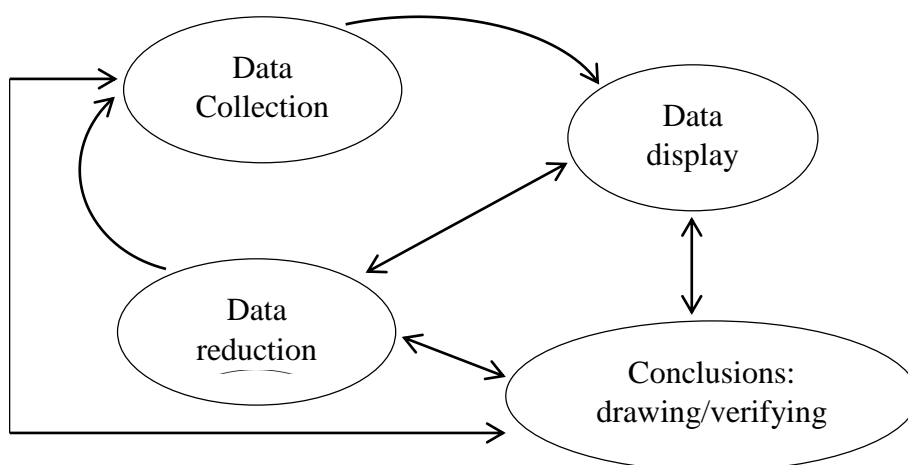 Data
Collection
Data
display
Data
reduction
Conclusions:
drawing/verifying